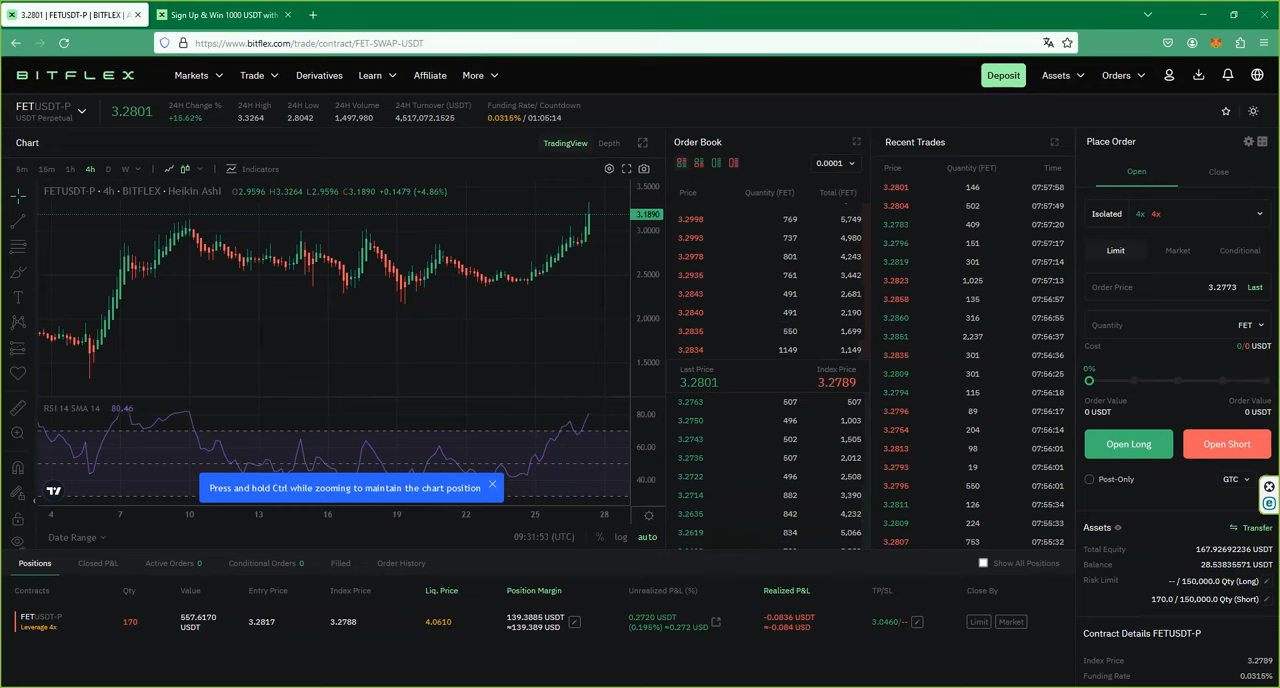 3.2801 | FETUSDT-P | BITFLEX | A
Sign Up & Win 1000 USDT with
https://www.bitflex.com/trade/contract/FET-SWAP-USDT
BITFLEX Markets Trade Derivatives Learn Affiliate More Deposit Assets Orders
FETUSDT-P
USDT Perpetual
3.2801
24H Change % 24H High 24H Low 24H Volume 24H Turnover (USDT) Funding Rate/ Countdown
+15.62% 3.3264 2.8042 1,497,980 4,517,072.1525 0.0315% / 01:05:14
Chart TradingView Depth
5m 15m 1h 4h D W Indicators
FETUSDT-P · 4h · BITFLEX · Heikin Ashi O2.9596 H3.3264 L2.9596 C3.1890 +0.1479 (+4.86%)
3.5000
3.1890
3.0000
2.5000
2.0000
1.5000
RSI 14 SMA 14 80.46
80.00
60.00
40.00
Press and hold Ctrl while zooming to maintain the chart position
4 7 10 13 16 19 22 25 28
Date Range 09:31:53 (UTC) % log auto
Order Book
0.0001
Price Quantity (FET) Total (FET)
3.2998 769 5,749
3.2993 737 4,980
3.2978 801 4,243
3.2935 761 3,442
3.2843 491 2,681
3.2840 491 2,190
3.2835 550 1,699
3.2834 1149 1,149
Last Price Index Price
3.2801 3.2789
3.2763 507 507
3.2750 496 1,003
3.2743 502 1,505
3.2735 507 2,012
3.2722 496 2,508
3.2714 882 3,390
3.2635 842 4,232
3.2619 834 5,066
Recent Trades
Price Quantity (FET) Time
3.2801 146 07:57:58
3.2804 502 07:57:49
3.2783 409 07:57:20
3.2796 151 07:57:17
3.2819 301 07:57:14
3.2823 1,025 07:57:13
3.2858 135 07:56:57
3.2860 316 07:56:55
3.2851 2,237 07:56:37
3.2835 301 07:56:36
3.2809 301 07:56:25
3.2794 115 07:56:18
3.2796 89 07:56:17
3.2764 204 07:56:14
3.2813 98 07:56:01
3.2793 19 07:56:01
3.2795 550 07:56:01
3.2811 126 07:55:34
3.2809 224 07:55:33
3.2807 753 07:55:32
Place Order
Open Close
Isolated 4x 4x
Limit Market Conditional
Order Price 3.2773 Last
Quantity FET
Cost 0/0 USDT
0%
Order Value Order Value
0 USDT 0 USDT
Open Long Open Short
Post-Only GTC
Assets Transfer
Total Equity 167.92692236 USDT
Balance 28.53835571 USDT
Risk Limit -- / 150,000.0 Qty (Long)
170.0 / 150,000.0 Qty (Short)
Contract Details FETUSDT-P
Index Price 3.2789
Funding Rate 0.0315%
Positions Closed P&L Active Orders 0 Conditional Orders 0 Filled Order History Show All Positions
Contracts Qty Value Entry Price Index Price Liq. Price Position Margin Unrealized P&L (%) Realized P&L TP/SL Close By
FETUSDT-P
Leverage 4x
170 557.6170
USDT
3.2817 3.2788 4.0610 139.3885 USDT
≈139.389 USD
0.2720 USDT
(0.195%) ≈0.272 USD
-0.0836 USDT
≈-0.084 USD
3.0460/-- Limit Market